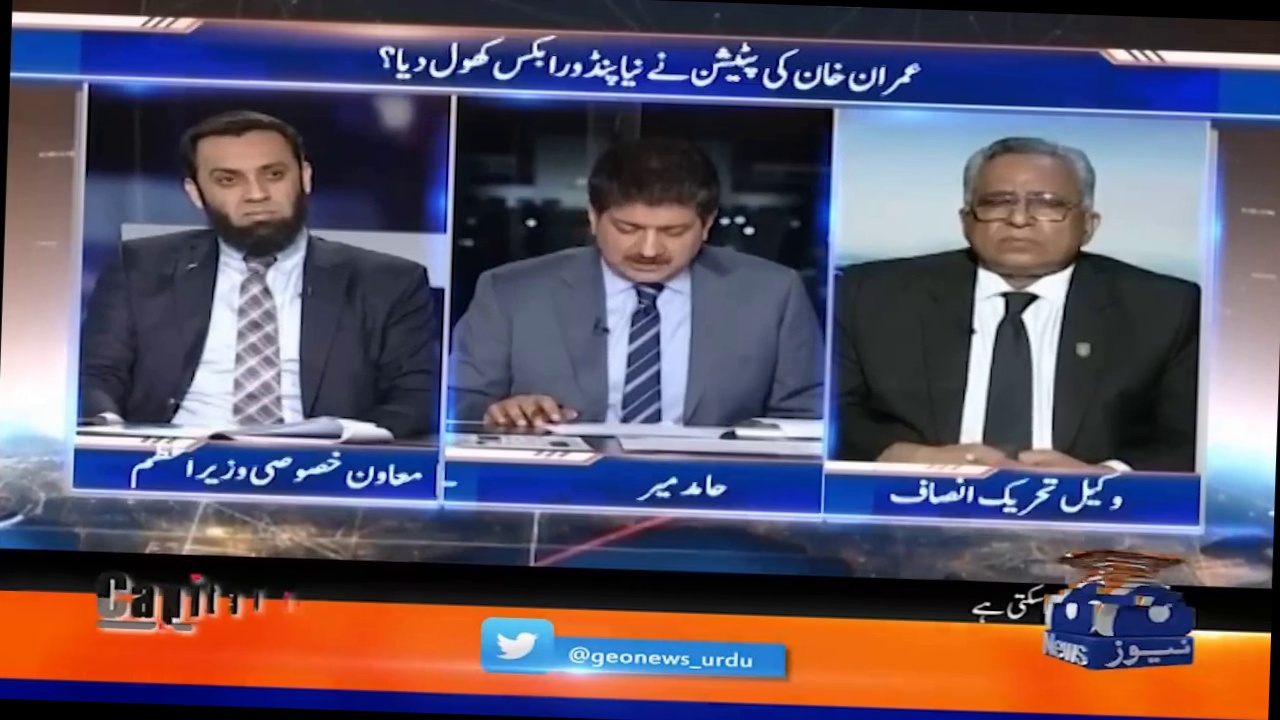 عمران خان کی پٹیشن نے نیا پنڈورا بکس کھول دیا؟
وکیل تحریک انصاف
حامد میر
معاون خصوصی وزیراعظم
سکتی ہے
@geonews_urdu
News نیوز